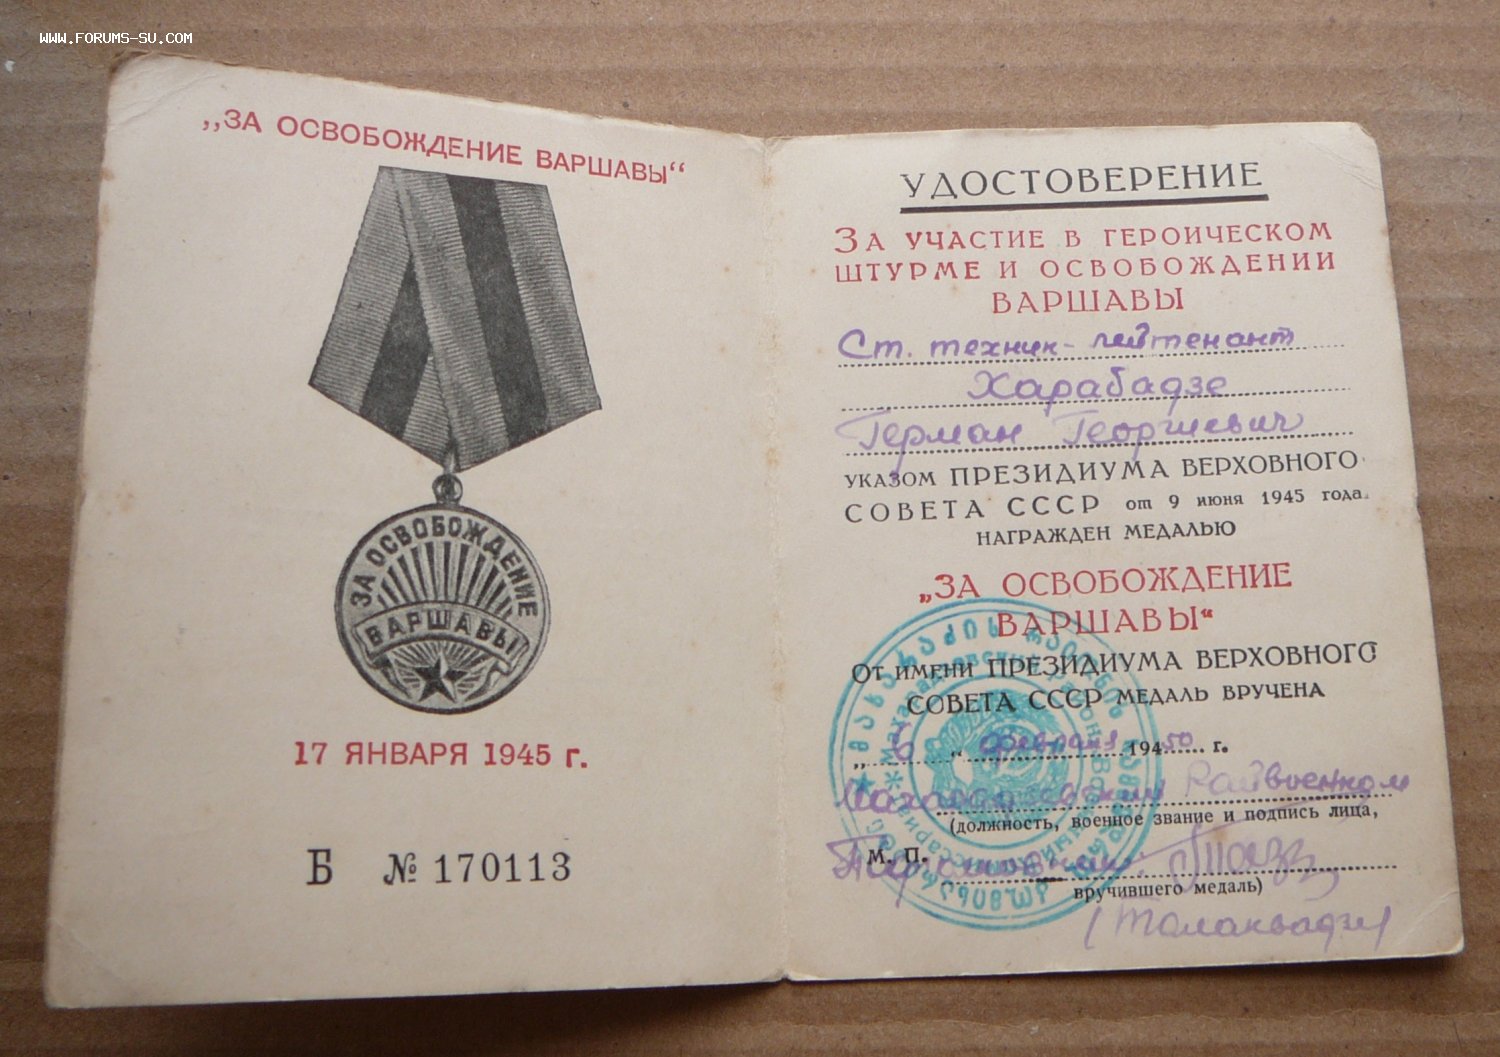 WWW.FORUMS-SU.COM
„ЗА ОСВОБОЖДЕНИЕ ВАРШАВЫ“
ЗА ОСВОБОЖДЕНИЕ
ВАРШАВЫ
17 ЯНВАРЯ 1945 г.
Б № 170113
УДОСТОВЕРЕНИЕ
ЗА УЧАСТИЕ В ГЕРОИЧЕСКОМ
ШТУРМЕ И ОСВОБОЖДЕНИИ
ВАРШАВЫ
Ст. техник-лейтенант
Харабадзе
Герман Георгиевич
УКАЗОМ ПРЕЗИДИУМА ВЕРХОВНОГО
СОВЕТА СССР от 9 июня 1945 года
НАГРАЖДЕН МЕДАЛЬЮ
„ЗА ОСВОБОЖДЕНИЕ
ВАРШАВЫ“
ОТ ИМЕНИ ПРЕЗИДИУМА ВЕРХОВНОГО
СОВЕТА СССР МЕДАЛЬ ВРУЧЕНА
„ 6 “ февраля 194 50 г.
Махарадзевский Райвоенком
(должность, военное звание и подпись лица,
М. П.
вручившего медаль)